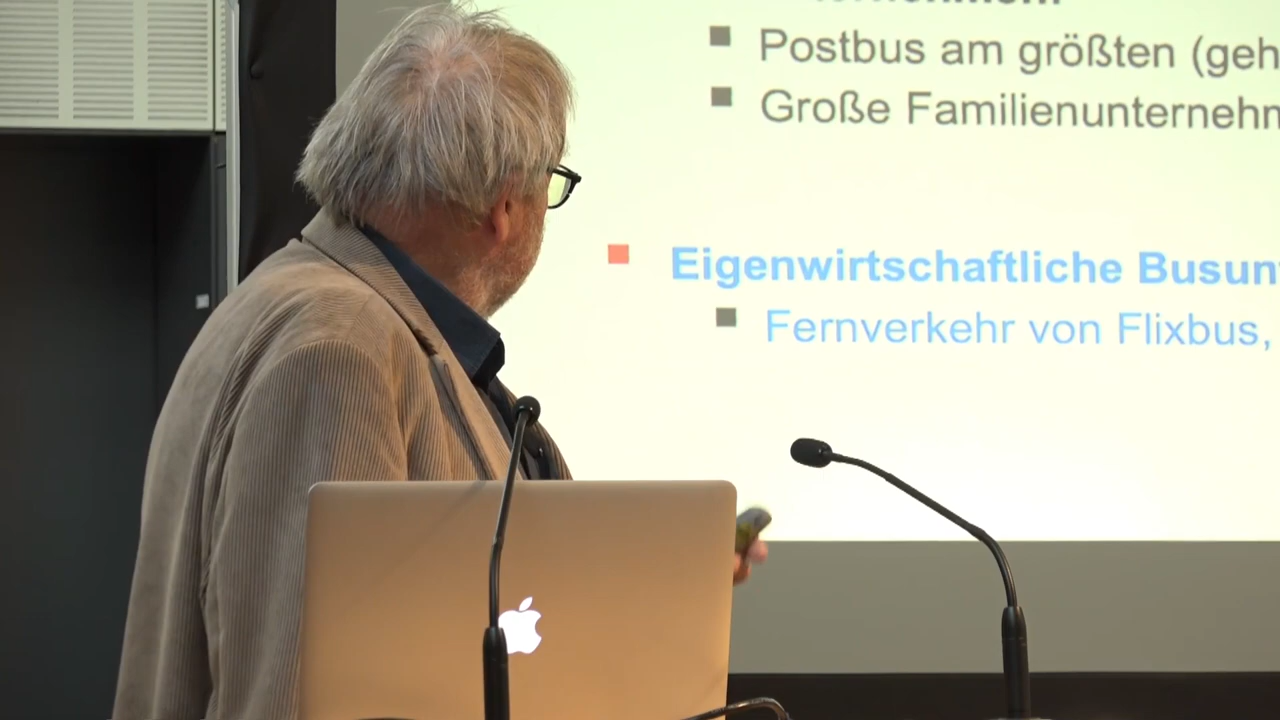 Postbus am größten (geh
Große Familienunternehm
Eigenwirtschaftliche Busun
Fernverkehr von Flixbus,